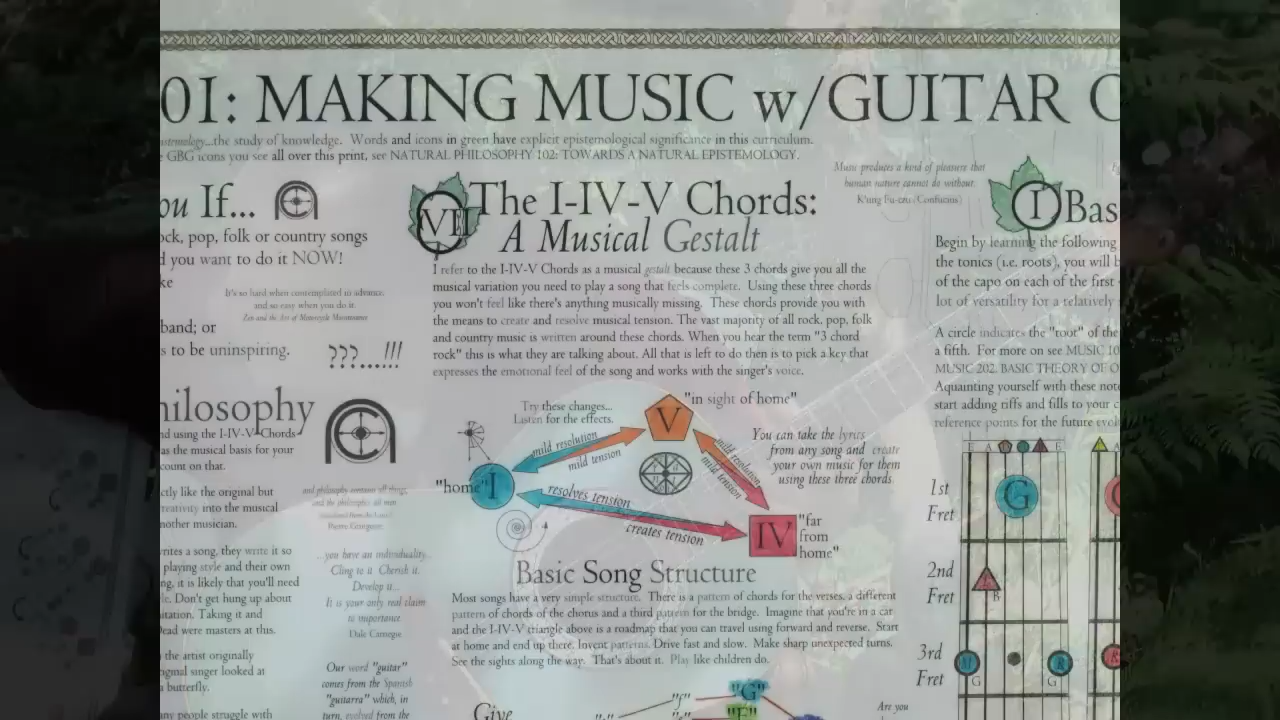 01: MAKING MUSIC w/GUITAR C
...the study of knowledge. Words and icons in green have explicit epistemological significance in this curriculum.
GBG icons you see all over this print, see NATURAL PHILOSOPHY 102: TOWARDS A NATURAL EPISTEMOLOGY.
ou If...
ock, pop, folk or country songs
d you want to do it NOW!
ke
It's so hard when contemplated in advance,
and so easy when you do it.
Zen and the Art of Motorcycle Maintenance
band; or
s to be uninspiring.
???...!!!
hilosophy
nd using the I-IV-V Chords
as the musical basis for your
count on that.
ctly like the original but
reativity into the musical
nother musician.
and philosophy contains all things,
and the philosophy, all men
Pierre
writes a song, they write it so
playing style and their own
ng, it is likely that you'll need
le. Don't get hung up about
itation. Taking it and
Dead were masters at this.
...you have an individuality.
Cling to it. Cherish it.
Develop it...
It is your only real claim
to importance.
Dale Carnegie
the artist originally
iginal singer looked at
a butterfly.
any people struggle with
Our word "guitar"
comes from the Spanish
"guitarra" which, in
turn, evolved from the
VII
The I-IV-V Chords:
A Musical Gestalt
I refer to the I-IV-V Chords as a musical gestalt because these 3 chords give you all the
musical variation you need to play a song that feels complete. Using these three chords
you won't feel like there's anything musically missing. These chords provide you with
the means to create and resolve musical tension. The vast majority of all rock, pop, folk
and country music is written around these chords. When you hear the term "3 chord
rock" this is what they are talking about. All that is left to do then is to pick a key that
expresses the emotional feel of the song and works with the singer's voice.
Try these changes...
Listen for the effects.
V
"in sight of home"
mild resolution
mild tension
mild resolution
mild tension
You can take the lyrics
from any song and create
your own music for them
using these three chords.
"home"
I
resolves tension
creates tension
IV
"far
from
home"
Basic Song Structure
Most songs have a very simple structure. There is a pattern of chords for the verses, a different
pattern of chords of the chorus and a third pattern for the bridge. Imagine that you're in a car
and the I-IV-V triangle above is a roadmap that you can travel using forward and reverse. Start
at home and end up there. Invent patterns. Drive fast and slow. Make sharp unexpected turns.
See the sights along the way. That's about it. Play like children do.
Give
"f"
"G"
"E"
Are you
Music produces a kind of pleasure that
human nature cannot do without.
K'ung Fu-tzu (Confucius)
I
Bas
Begin by learning the following
the tonics (i.e. roots), you will b
of the capo on each of the first
lot of versatility for a relatively
A circle indicates the "root" of the
a fifth. For more on see MUSIC 10
MUSIC 202. BASIC THEORY OF O
Aquanting yourself with these note
start adding riffs and fills to your c
reference points for the future evol
E A E
1st
Fret
G
2nd
Fret
B
3rd
Fret
G
G